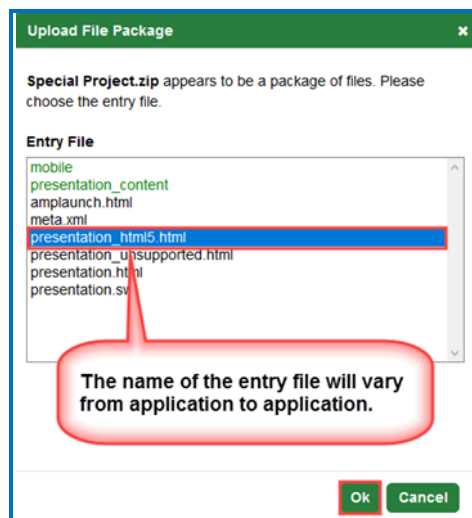 Upload File Package ×
Special Project.zip appears to be a package of files. Please
choose the entry file.
Entry File
mobile
presentation_content
amplaunch.html
meta.xml
presentation_html5.html
presentation_unsupported.html
presentation.html
The name of the entry file will vary
from application to application.
Ok Cancel